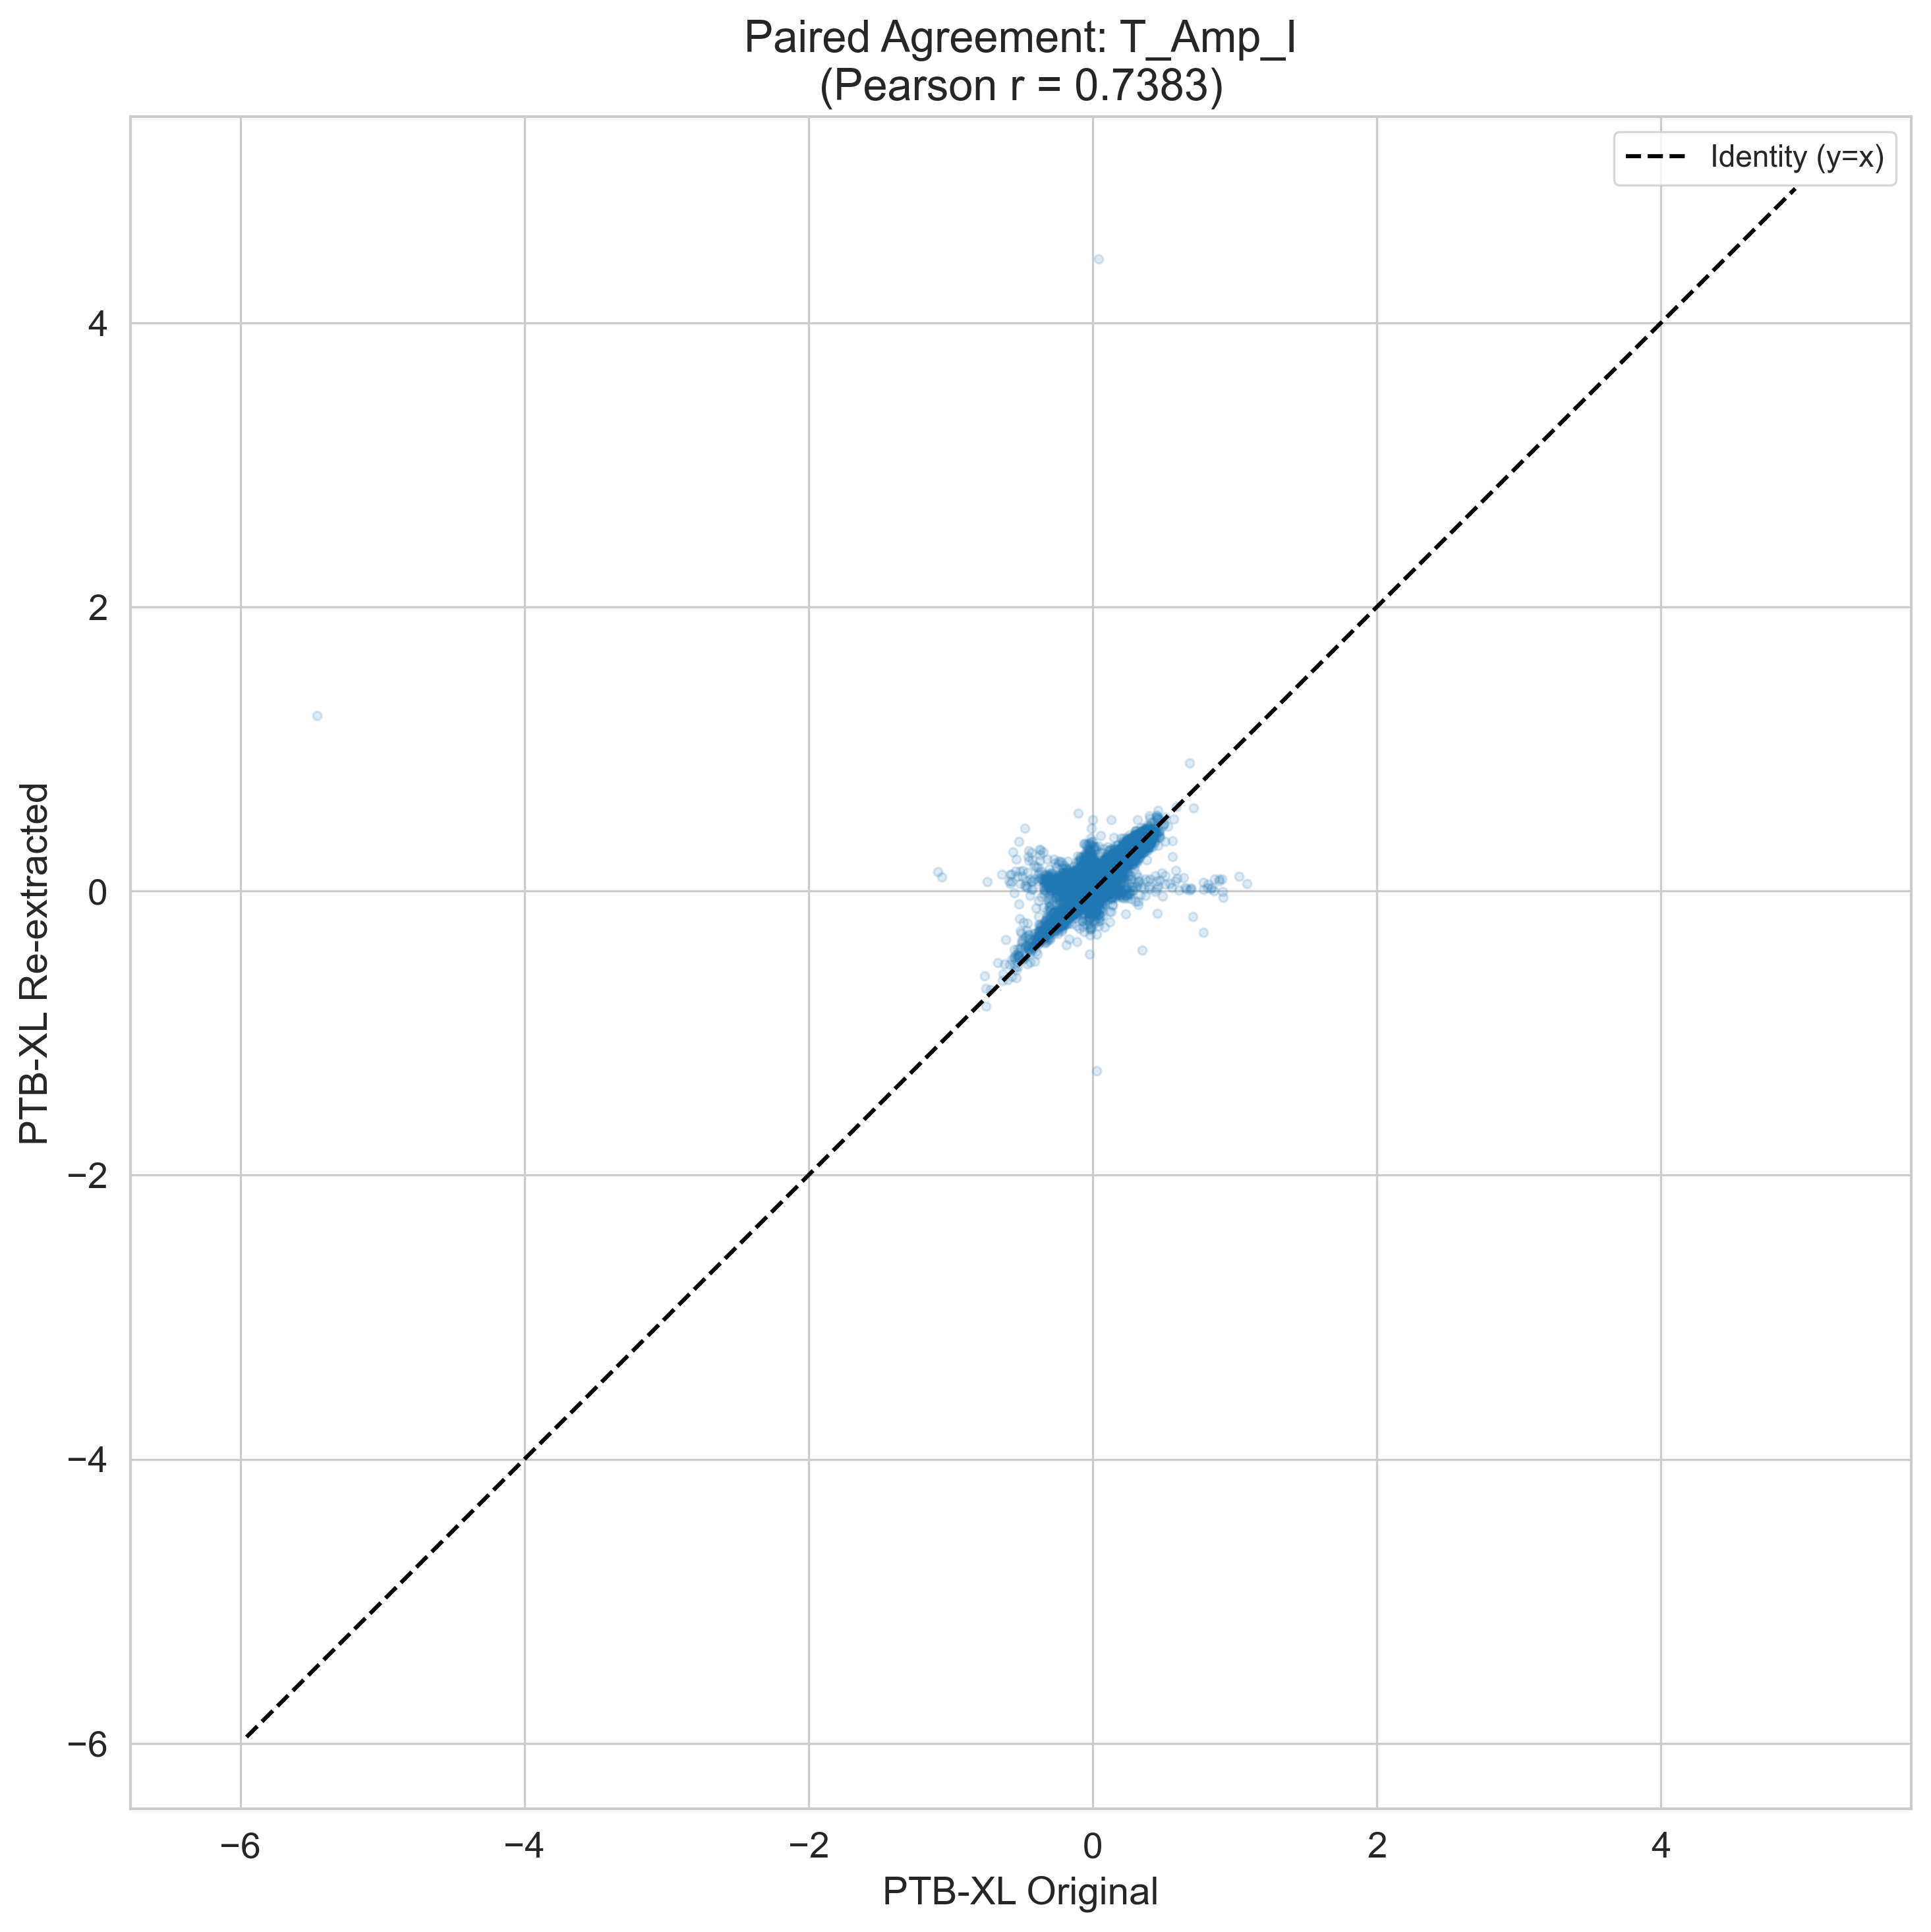 Paired Agreement: T_Amp_I
(Pearson r = 0.7383)
Identity (y=x)
4
2
0
−2
−4
−6
PTB-XL Re-extracted
−6
−4
−2
0
2
4
PTB-XL Original